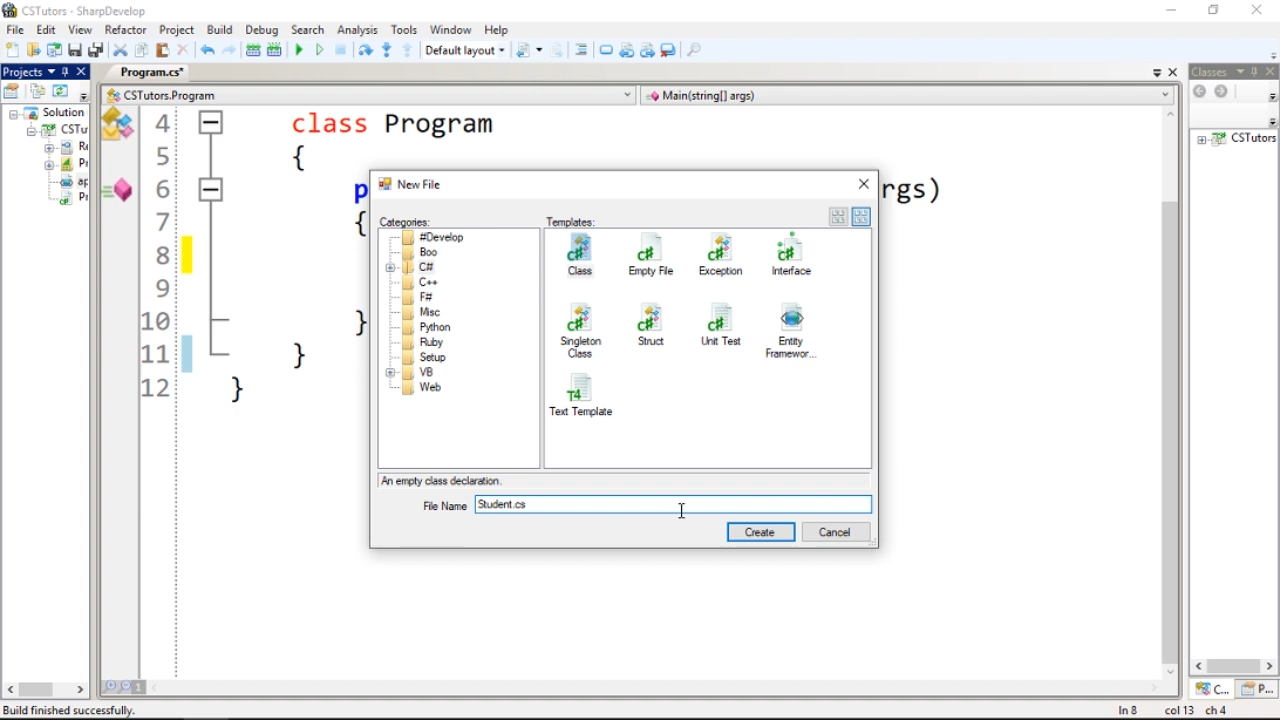 CSTutors - SharpDevelop
File Edit View Refactor Project Build Debug Search Analysis Tools Window Help
Default layout
Projects
Program.cs*
Classes
CSTutors.Program
Main(string[] args)
Solution
CSTu
Re
Pr
ap
Pr
CSTutors
4 class Program
5 {
6 p rgs)
7 {
8
9
10 }
11 }
12 }
New File
Categories:
Templates:
#Develop
Boo
C#
C++
F#
Misc
Python
Ruby
Setup
VB
Web
Class Empty File Exception Interface
Singleton Class Struct Unit Test Entity Framewor...
Text Template
An empty class declaration.
File Name Student.cs
Create Cancel
C... P...
Build finished successfully.
ln 8 col 13 ch 4